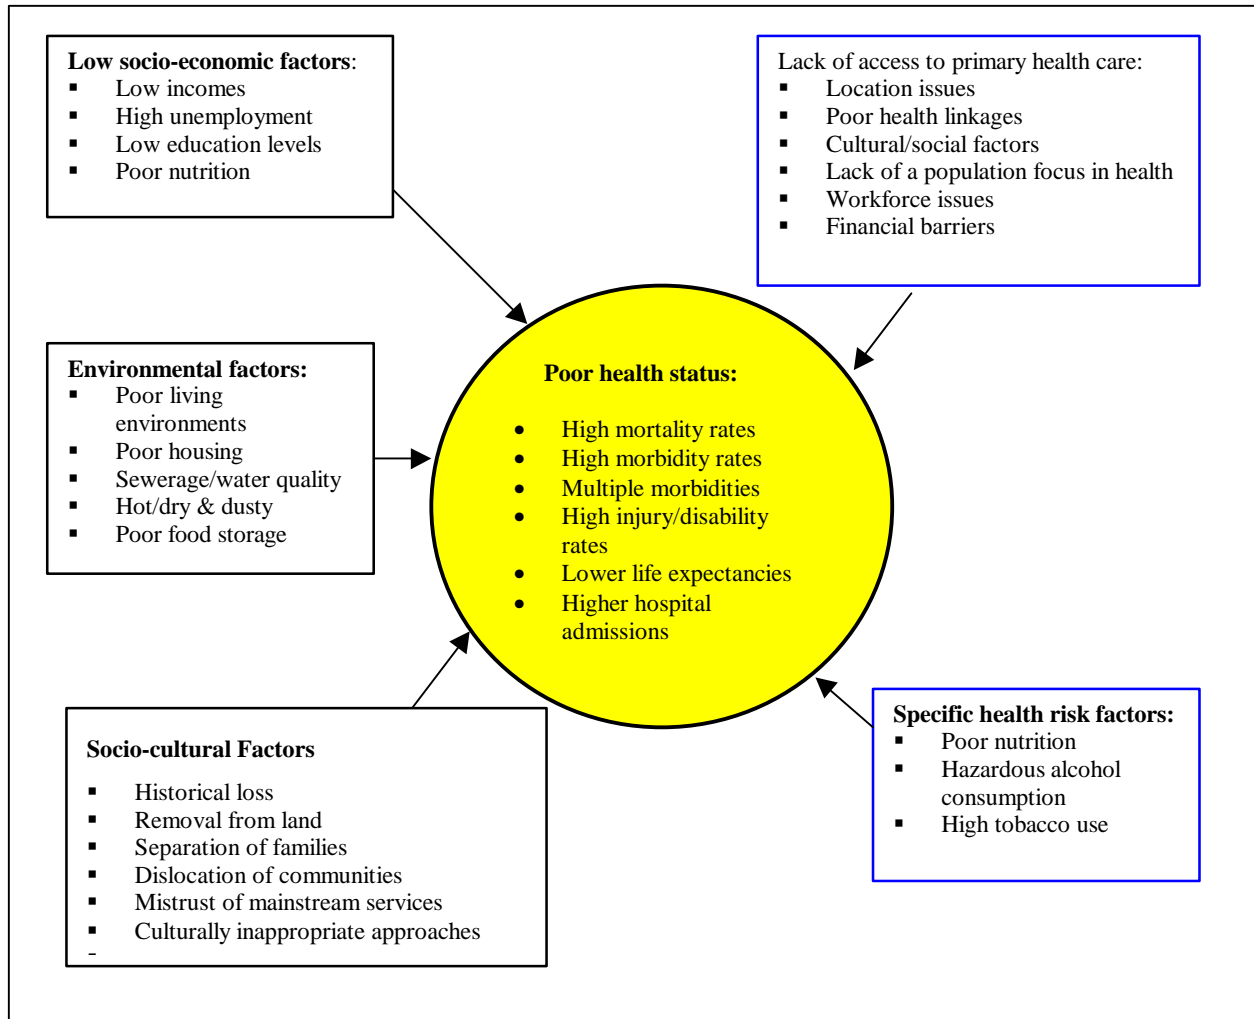 Low socio-economic factors:
▪ Low incomes
▪ High unemployment
▪ Low education levels
▪ Poor nutrition
Lack of access to primary health care:
▪ Location issues
▪ Poor health linkages
▪ Cultural/social factors
▪ Lack of a population focus in health
▪ Workforce issues
▪ Financial barriers
Environmental factors:
▪ Poor living
environments
▪ Poor housing
▪ Sewerage/water quality
▪ Hot/dry & dusty
▪ Poor food storage
Poor health status:
• High mortality rates
• High morbidity rates
• Multiple morbidities
• High injury/disability
rates
• Lower life expectancies
• Higher hospital
admissions
Socio-cultural Factors
▪ Historical loss
▪ Removal from land
▪ Separation of families
▪ Dislocation of communities
▪ Mistrust of mainstream services
▪ Culturally inappropriate approaches
Specific health risk factors:
▪ Poor nutrition
▪ Hazardous alcohol
consumption
▪ High tobacco use